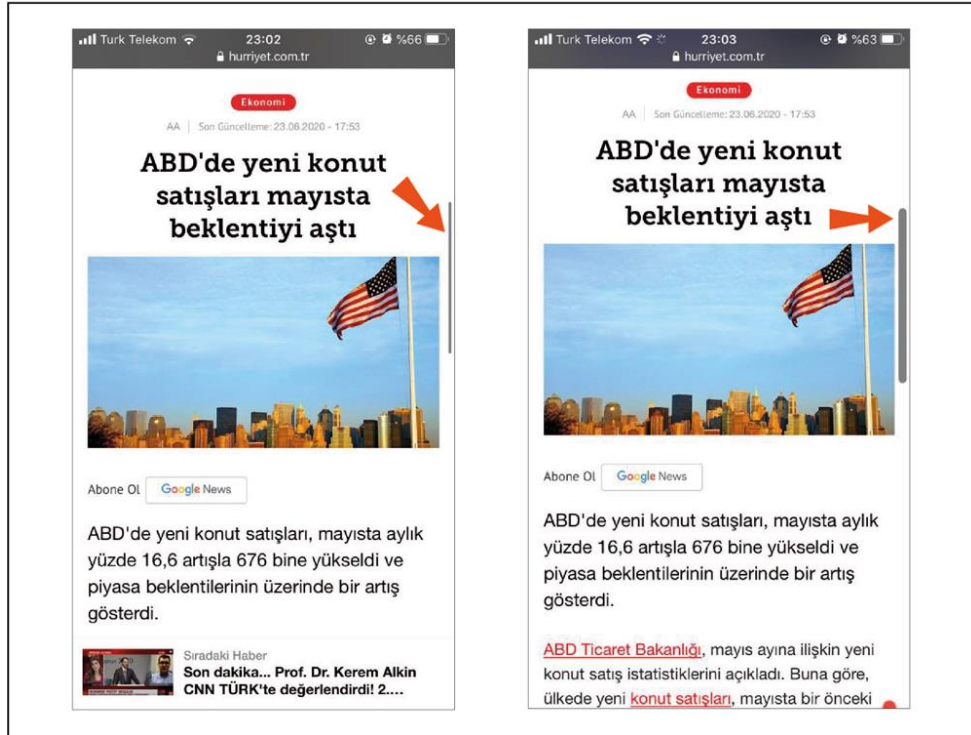 Turk Telekom 23:02 %66
hurriyet.com.tr
Ekonomi
AA | Son Güncelleme: 23.06.2020 - 17:53
ABD'de yeni konut
satışları mayısta
beklentiyi aştı
Abone Ol Google News
ABD'de yeni konut satışları, mayısta aylık
yüzde 16,6 artışla 676 bine yükseldi ve
piyasa beklentilerinin üzerinde bir artış
gösterdi.
Sıradaki Haber
Son dakika... Prof. Dr. Kerem Alkin
CNN TÜRK'te değerlendirdi! 2....
Turk Telekom 23:03 %63
hurriyet.com.tr
Ekonomi
AA | Son Güncelleme: 23.06.2020 - 17:53
ABD'de yeni konut
satışları mayısta
beklentiyi aştı
Abone Ol Google News
ABD'de yeni konut satışları, mayısta aylık
yüzde 16,6 artışla 676 bine yükseldi ve
piyasa beklentilerinin üzerinde bir artış
gösterdi.
ABD Ticaret Bakanlığı, mayıs ayına ilişkin yeni
konut satış istatistiklerini açıkladı. Buna göre,
ülkede yeni konut satışları, mayısta bir önceki